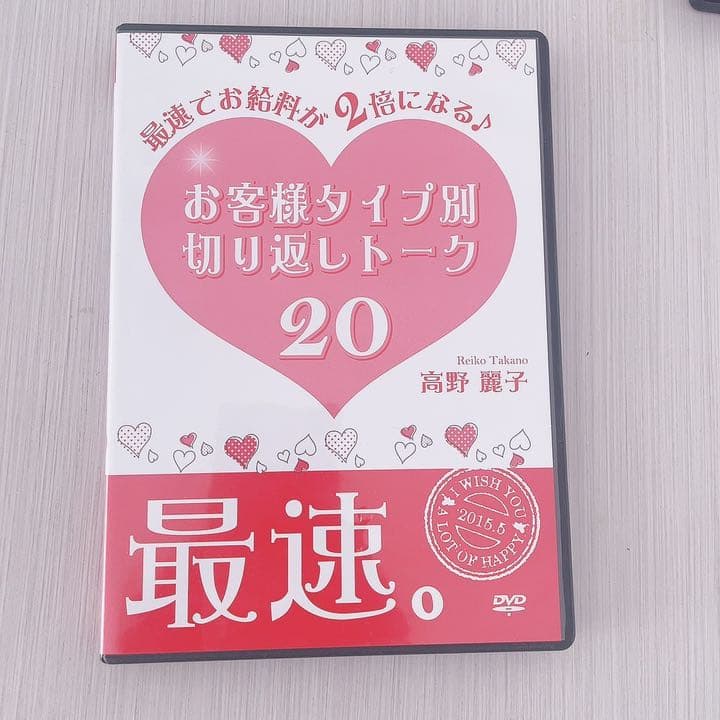 最速でお給料が2倍になる♪
お客様タイプ別
切り返しトーク
20
Reiko Takano
高野 麗子
最速。
I WISH YOU
2015.5
A LOT OF HAPPY
DVD